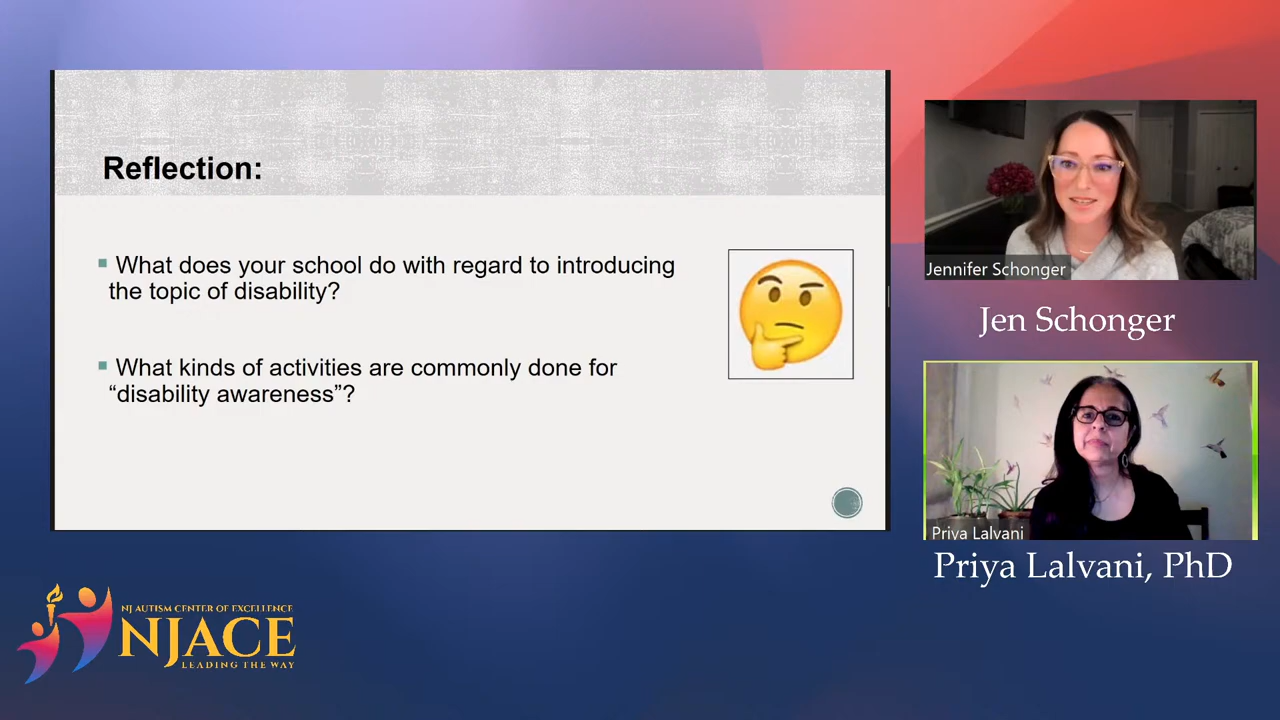 Reflection:
What does your school do with regard to introducing
the topic of disability?
What kinds of activities are commonly done for
“disability awareness”?
Jennifer Schonger
Jen Schonger
Priya Lalvani
Priya Lalvani, PhD
NJ AUTISM CENTER OF EXCELLENCE
NJACE
LEADING THE WAY